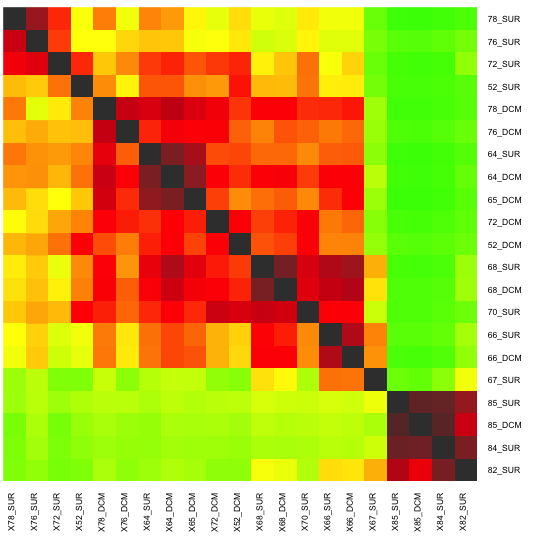 78_SUR
76_SUR
72_SUR
52_SUR
78_DCM
76_DCM
64_SUR
64_DCM
65_DCM
72_DCM
52_DCM
68_SUR
68_DCM
70_SUR
66_SUR
66_DCM
67_SUR
85_SUR
85_DCM
84_SUR
82_SUR
X78_SUR
X76_SUR
X72_SUR
X52_SUR
X78_DCM
X76_DCM
X64_SUR
X64_DCM
X65_DCM
X72_DCM
X52_DCM
X68_SUR
X68_DCM
X70_SUR
X66_SUR
X66_DCM
X67_SUR
X85_SUR
X85_DCM
X84_SUR
X82_SUR